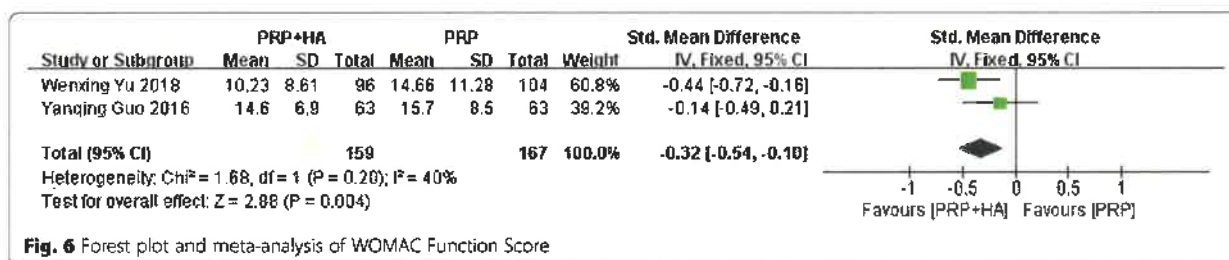 PRP+HA PRP Std. Mean Difference Std. Mean Difference
Study or Subgroup Mean SD Total Mean SD Total Weight IV, Fixed, 95% CI IV, Fixed, 95% CI
Wenxing Yu 2018 10.23 8.61 96 14.66 11.28 104 60.8% -0.44 [-0.72, -0.16]
Yanqing Guo 2016 14.6 6.9 63 15.7 8.5 63 39.2% -0.14 [-0.49, 0.21]
Total (95% CI) 159 167 100.0% -0.32 [-0.54, -0.10]
Heterogeneity: Chi² = 1.68, df = 1 (P = 0.20); I² = 40%
Test for overall effect: Z = 2.88 (P = 0.004)
-1 -0.5 0 0.5 1
Favours [PRP+HA] Favours [PRP]
Fig. 6 Forest plot and meta-analysis of WOMAC Function Score